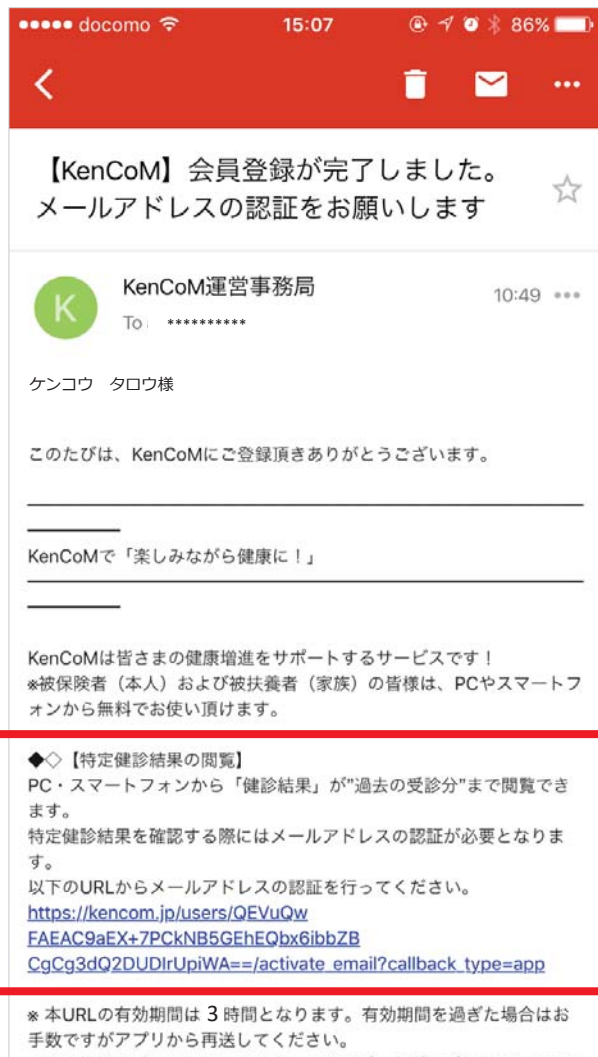 docomo 15:07 86%
【KenCoM】会員登録が完了しました。
メールアドレスの認証をお願いします
K
KenCoM運営事務局
10:49
To **********
ケンコウ タロウ様
このたびは、KenCoMにご登録頂きありがとうございます。
KenCoMで「楽しみながら健康に！」
KenCoMは皆さまの健康増進をサポートするサービスです！
※被保険者（本人）および被扶養者（家族）の皆様は、PCやスマートフ
ォンから無料でお使い頂けます。
◆◇【特定健診結果の閲覧】
PC・スマートフォンから「健診結果」が"過去の受診分"まで閲覧でき
ます。
特定健診結果を確認する際にはメールアドレスの認証が必要となりま
す。
以下のURLからメールアドレスの認証を行ってください。
https://kencom.jp/users/QEVuQw
FAEAC9aEX+7PCkNB5GEhEQbx6ibbZB
CgCg3dQ2DUDIrUpiWA==/activate_email?callback_type=app
※ 本URLの有効期間は 3 時間となります。有効期間を過ぎた場合はお
手数ですがアプリから再送してください。